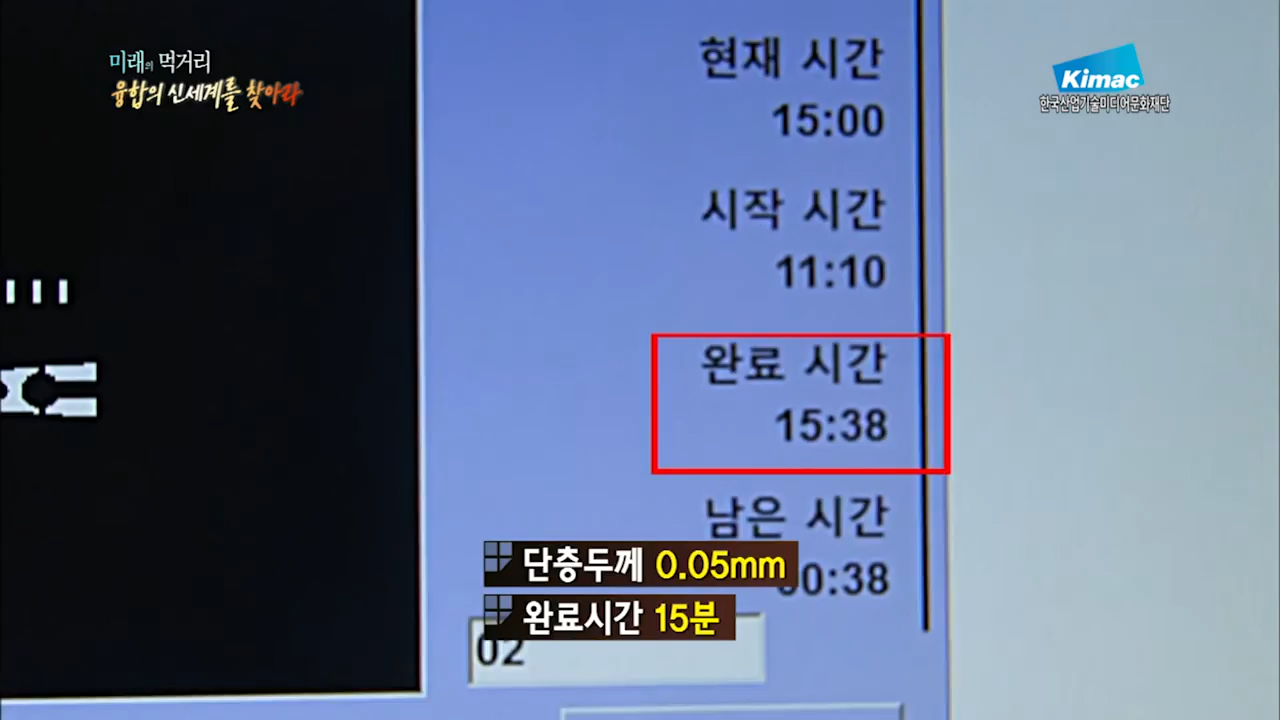 미래의 먹거리
융합의 신세계를 찾아라
Kimac
한국산업기술미디어문화재단
현재 시간
15:00
시작 시간
11:10
완료 시간
15:38
남은 시간
00:38
단층두께 0.05mm
완료시간 15분
02